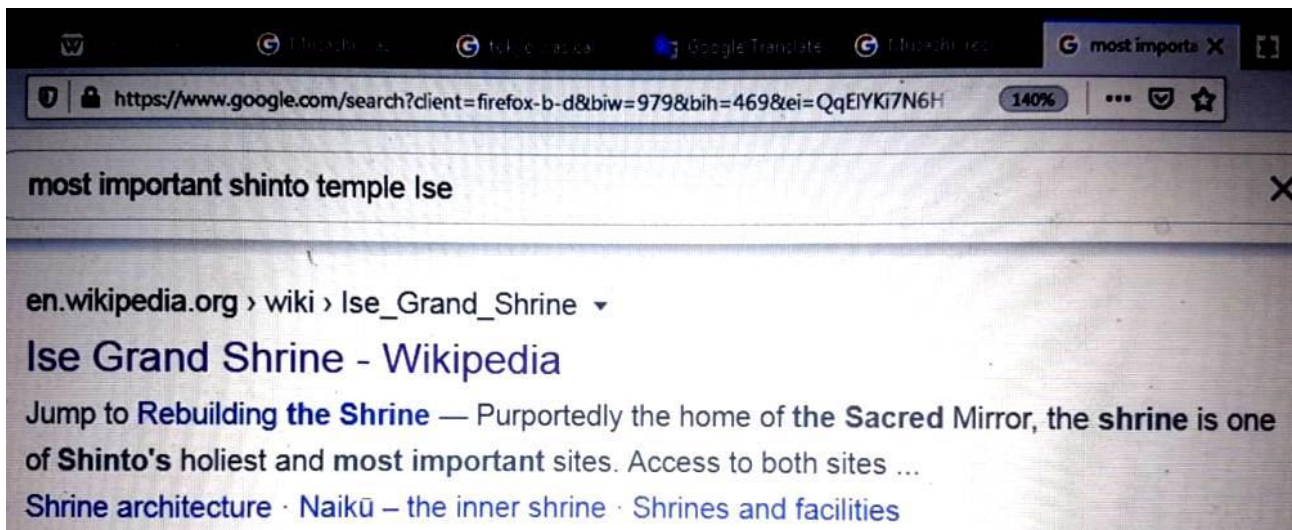 Google Translate
most importa
https://www.google.com/search?client=firefox-b-d&biw=979&bih=469&ei=QqEIYKi7N6H
140%
most important shinto temple Ise
en.wikipedia.org › wiki › Ise_Grand_Shrine
Ise Grand Shrine - Wikipedia
Jump to Rebuilding the Shrine — Purportedly the home of the Sacred Mirror, the shrine is one
of Shinto's holiest and most important sites. Access to both sites ...
Shrine architecture · Naikū – the inner shrine · Shrines and facilities